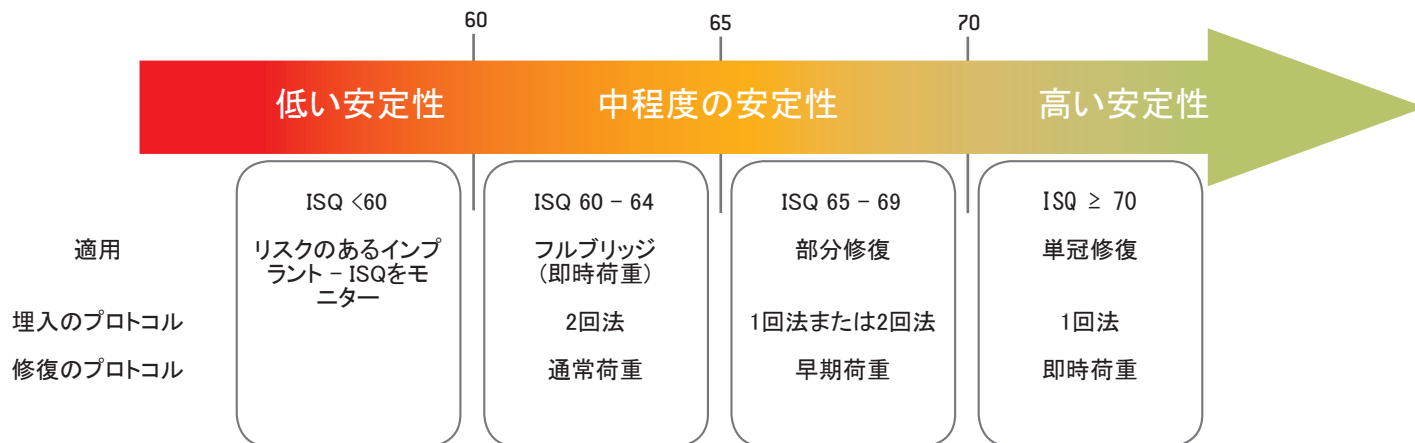 60
65
70
低い安定性
中程度の安定性
高い安定性
ISQ <60
ISQ 60 – 64
ISQ 65 – 69
ISQ ≥ 70
適用
リスクのあるインプ
ラント – ISQをモ
ニター
フルブリッジ
（即時荷重）
部分修復
単冠修復
埋入のプロトコル
2回法
1回法または2回法
1回法
修復のプロトコル
通常荷重
早期荷重
即時荷重